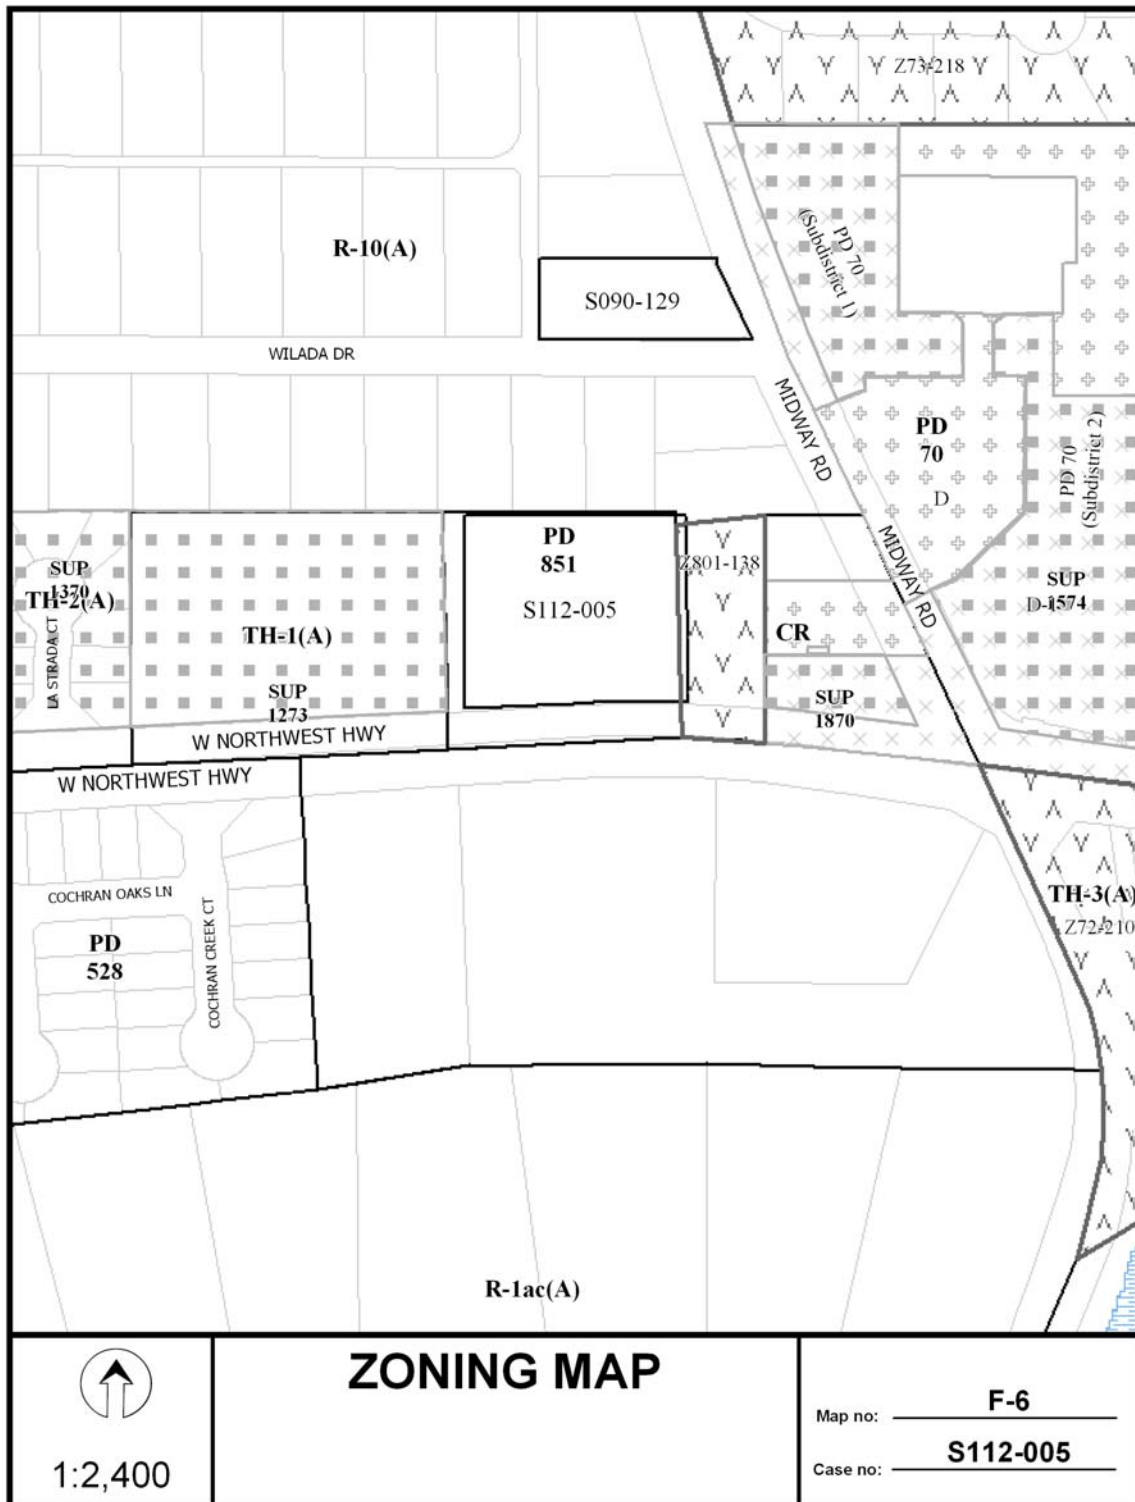 Z73-218
R-10(A)
PD 70
(Subdistrict 1)
S090-129
WILADA DR
MIDWAY RD
PD
70
D
PD 70
(Subdistrict 2)
PD
851
S112-005
Z801-138
MIDWAY RD
SUP
1370
TH-2(A)
LA STRADA CT
TH-1(A)
SUP
1273
CR
SUP
1870
SUP
1574
W NORTHWEST HWY
W NORTHWEST HWY
COCHRAN OAKS LN
COCHRAN CREEK CT
PD
528
TH-3(A)
Z72-210
R-1ac(A)
1:2,400
ZONING MAP
Map no: F-6
Case no: S112-005